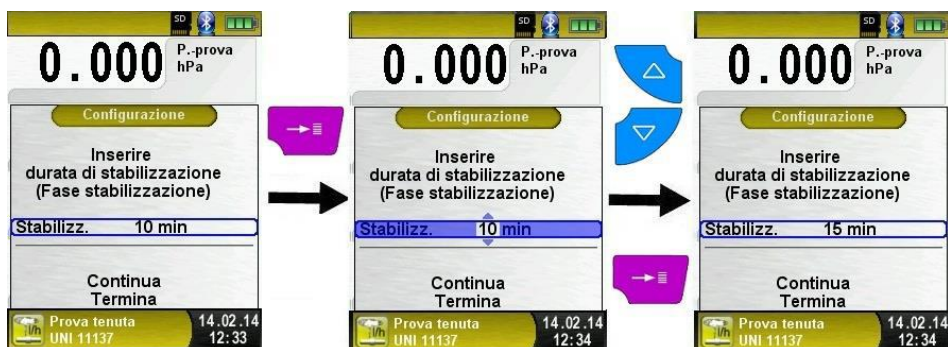 SD
0.000 P.-prova
hPa
Configurazione
Inserire
durata di stabilizzazione
(Fase stabilizzazione)
Stabilizz. 10 min
Continua
Termina
l/h Prova tenuta 14.02.14
UNI 11137 12:33
SD
0.000 P.-prova
hPa
Configurazione
Inserire
durata di stabilizzazione
(Fase stabilizzazione)
Stabilizz. 10 min
Continua
Termina
l/h Prova tenuta 14.02.14
UNI 11137 12:34
SD
0.000 P.-prova
hPa
Configurazione
Inserire
durata di stabilizzazione
(Fase stabilizzazione)
Stabilizz. 15 min
Continua
Termina
l/h Prova tenuta 14.02.14
UNI 11137 12:34